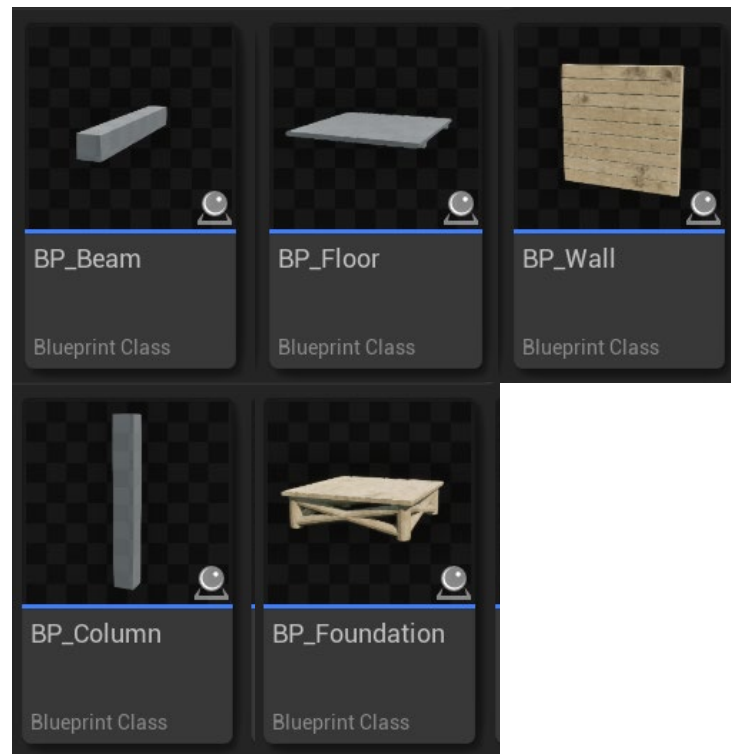 BP_Beam
Blueprint Class
BP_Floor
Blueprint Class
BP_Wall
Blueprint Class
BP_Column
Blueprint Class
BP_Foundation
Blueprint Class